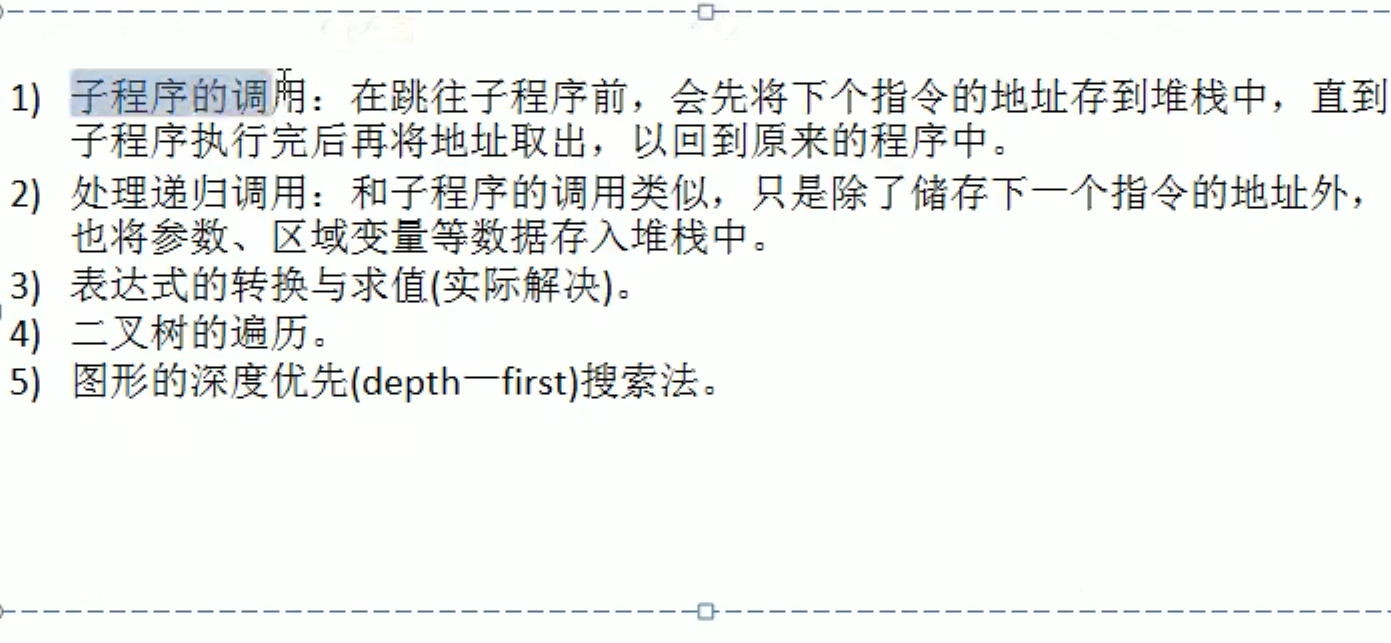 1) 子程序的调用：在跳往子程序前，会先将下个指令的地址存到堆栈中，直到
子程序执行完后再将地址取出，以回到原来的程序中。
2) 处理递归调用：和子程序的调用类似，只是除了储存下一个指令的地址外，
也将参数、区域变量等数据存入堆栈中。
3) 表达式的转换与求值(实际解决)。
4) 二叉树的遍历。
5) 图形的深度优先(depth一first)搜索法。